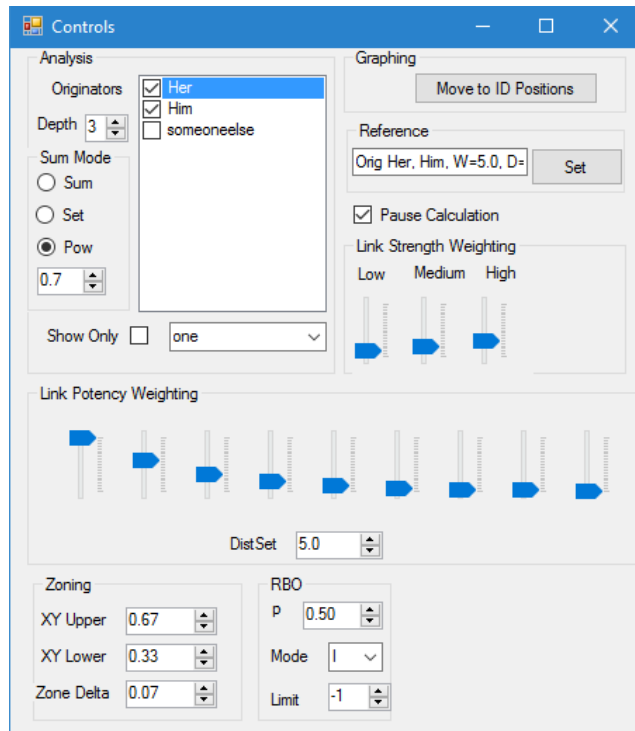 Controls
Analysis
Originators
Her
Him
someoneelse
Depth 3
Sum Mode
Sum
Set
Pow
0.7
Show Only
one
Graphing
Move to ID Positions
Reference
Orig Her, Him, W=5.0, D=
Set
Pause Calculation
Link Strength Weighting
Low Medium High
Link Potency Weighting
DistSet 5.0
Zoning
XY Upper 0.67
XY Lower 0.33
Zone Delta 0.07
RBO
P 0.50
Mode I
Limit -1